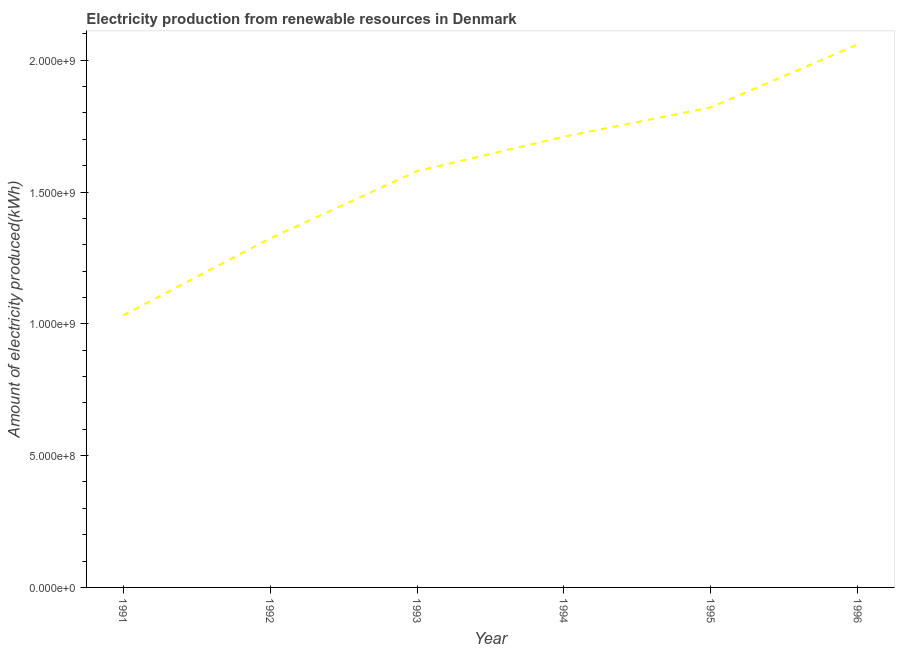 Electricity production from renewable resources in Denmark
Amount of electricity produced(kWh)
2.000e+9
1.500e+9
1.000e+9
5.000e+8
0.000e+0
1991
1992
1993
1994
1995
1996
Year